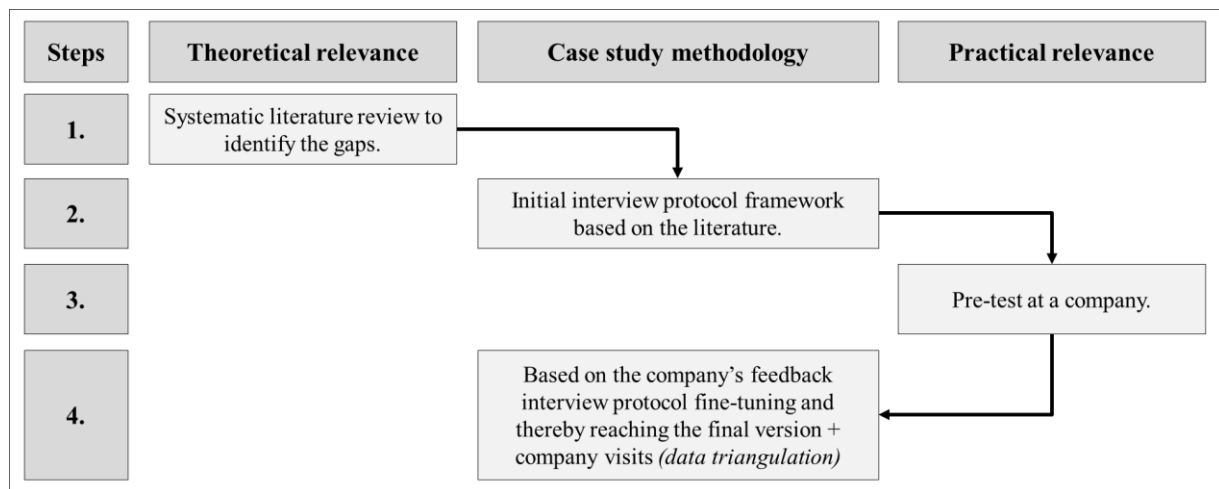 Steps
Theoretical relevance
Case study methodology
Practical relevance
1.
Systematic literature review to
identify the gaps.
2.
Initial interview protocol framework
based on the literature.
3.
Pre-test at a company.
4.
Based on the company's feedback
interview protocol fine-tuning and
thereby reaching the final version +
company visits (data triangulation)